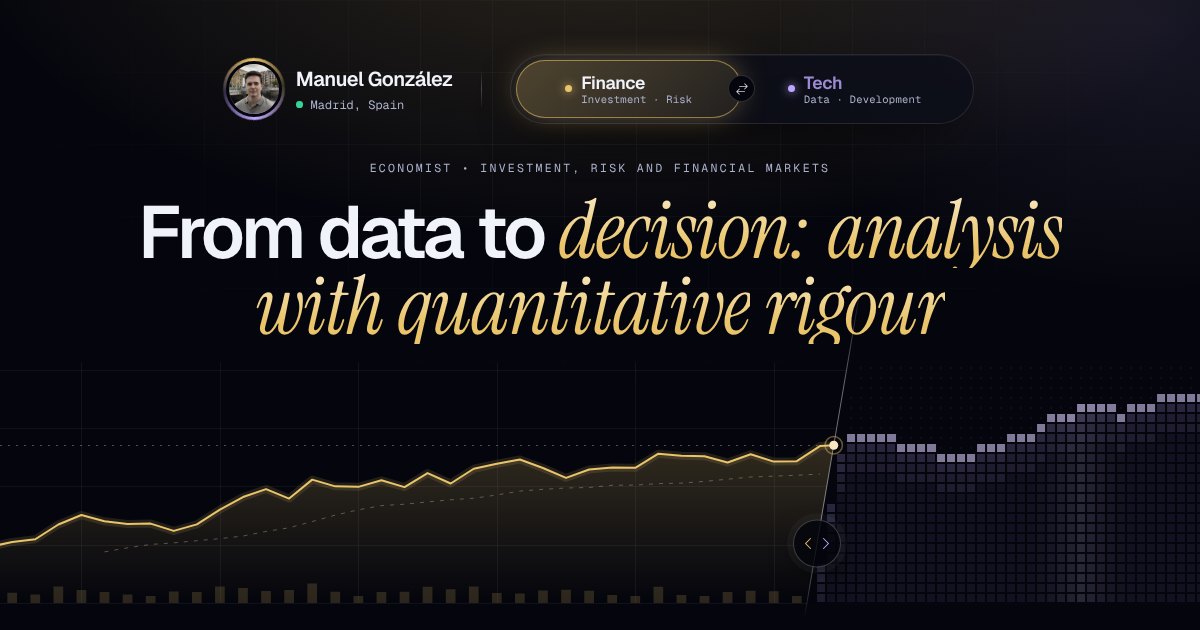 Manuel González
Madrid, Spain
Finance
Investment · Risk
Tech
Data · Development
ECONOMIST · INVESTMENT, RISK AND FINANCIAL MARKETS
From data to decision: analysis
with quantitative rigour